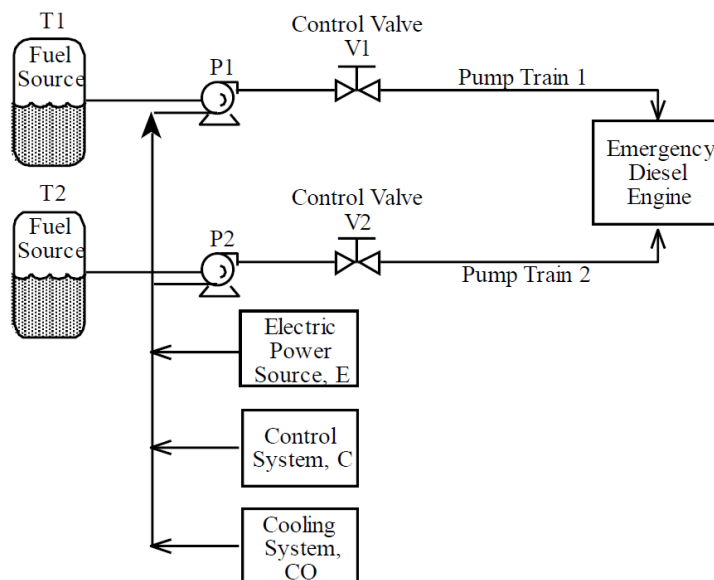 T1
Fuel
Source
P1
Control Valve
V1
Pump Train 1
Emergency
Diesel
Engine
T2
Fuel
Source
P2
Control Valve
V2
Pump Train 2
Electric
Power
Source, E
Control
System, C
Cooling
System,
CO